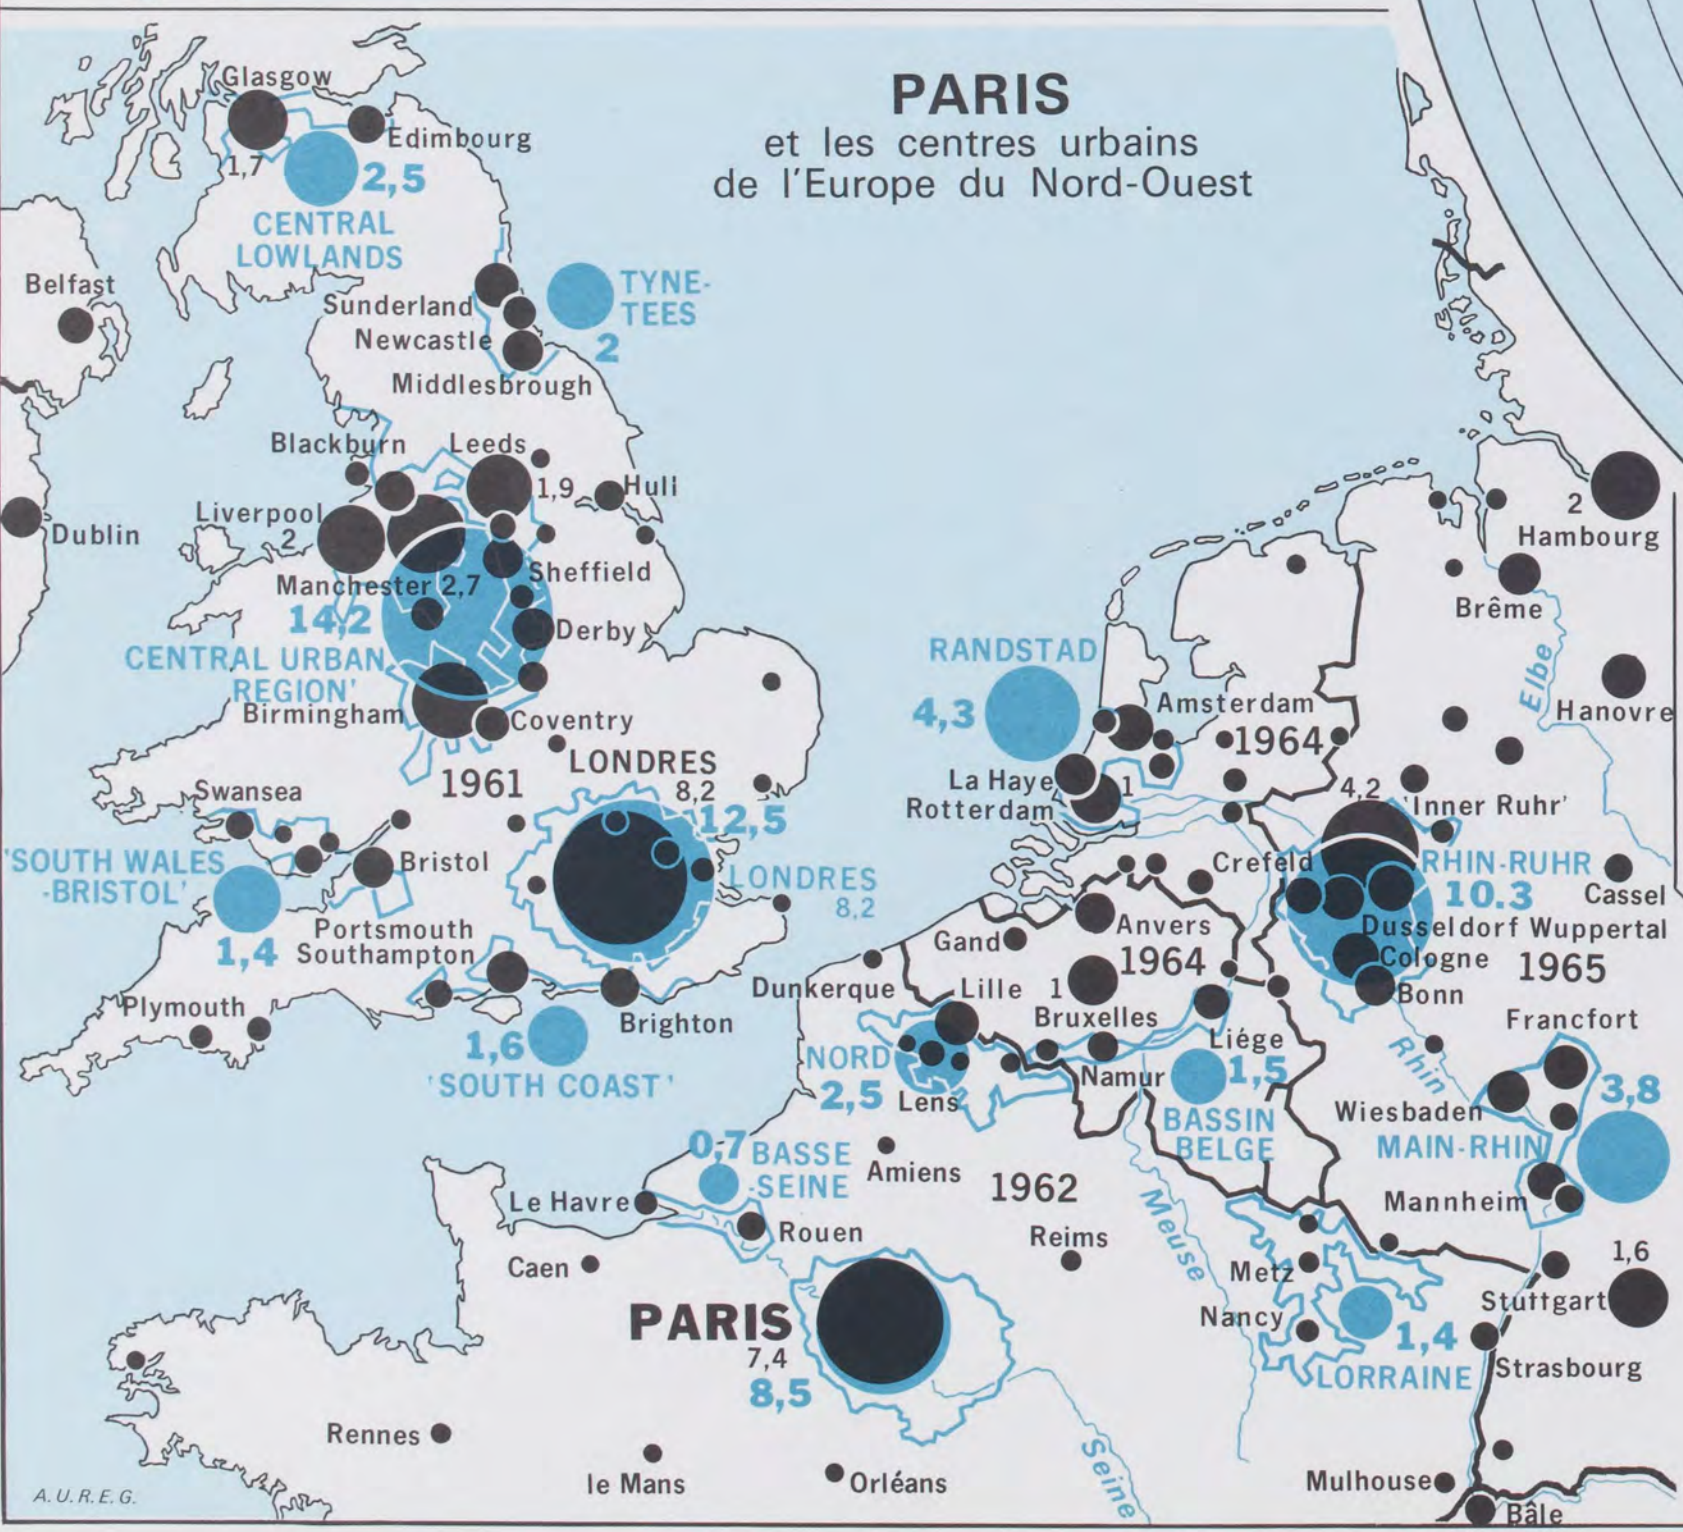 PARIS
et les centres urbains
de l'Europe du Nord-Ouest
Glasgow
1,7
Edimbourg
2,5
CENTRAL
LOWLANDS
Belfast
Sunderland
Newcastle
Middlesbrough
TYNE-
TEES
2
Blackburn
Leeds
1,9
Hull
Liverpool
2
Dublin
Manchester 2,7
Sheffield
14,2
CENTRAL URBAN
REGION'
Derby
Birmingham
Coventry
1961
LONDRES
8,2
12,5
LONDRES
8,2
Swansea
'SOUTH WALES
-BRISTOL'
1,4
Bristol
Portsmouth
Southampton
Plymouth
Brighton
1,6
'SOUTH COAST'
2
Hambourg
Brême
Elbe
Hanovre
RANDSTAD
4,3
Amsterdam
1964
La Haye
Rotterdam
1
4,2
'Inner Ruhr'
Crefeld
RHIN-RUHR
10.3
Cassel
Dusseldorf Wuppertal
Cologne
1965
Bonn
Gand
Anvers
1964
Dunkerque
Lille
1
Bruxelles
Liége
Francfort
NORD
2,5
Lens
Namur
1,5
BASSIN
BELGE
Rhin
Wiesbaden
3,8
MAIN-RHIN
Mannheim
0,7
BASSE
-SEINE
Amiens
1962
Le Havre
Rouen
Reims
Meuse
Caen
Metz
Nancy
1,6
Stuttgart
PARIS
7,4
8,5
1,4
LORRAINE
Strasbourg
Rennes
le Mans
Orléans
Seine
Mulhouse
Bâle
A.U.R.E.G.